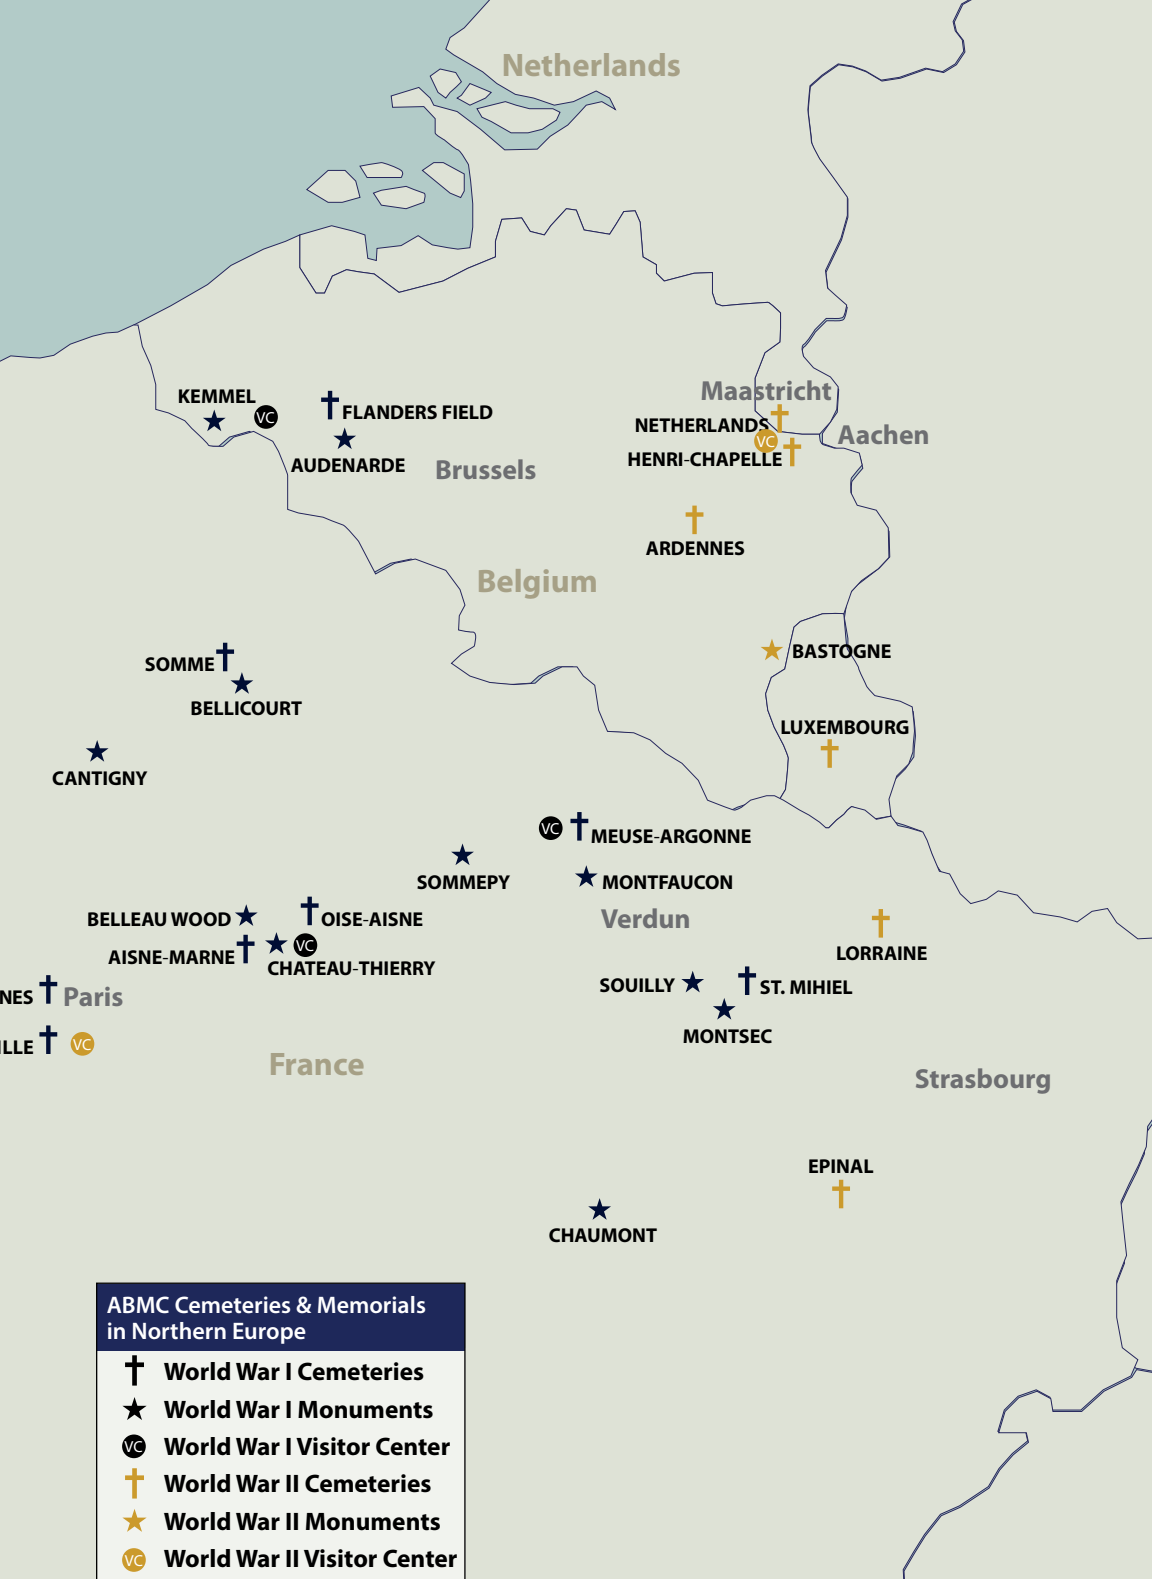 Netherlands
KEMMEL
VC
FLANDERS FIELD
AUDENARDE
Brussels
Maastricht
NETHERLANDS
VC
Aachen
HENRI-CHAPELLE
ARDENNES
Belgium
BASTOGNE
SOMME
BELLICOURT
LUXEMBOURG
CANTIGNY
VC
MEUSE-ARGONNE
SOMMEPY
MONTFAUCON
BELLEAU WOOD
OISE-AISNE
Verdun
AISNE-MARNE
VC
CHATEAU-THIERRY
LORRAINE
NES
Paris
SOUILLY
ST. MIHIEL
MONTSEC
LLE
VC
France
Strasbourg
EPINAL
CHAUMONT
ABMC Cemeteries & Memorials
in Northern Europe
World War I Cemeteries
World War I Monuments
VC World War I Visitor Center
World War II Cemeteries
World War II Monuments
VC World War II Visitor Center